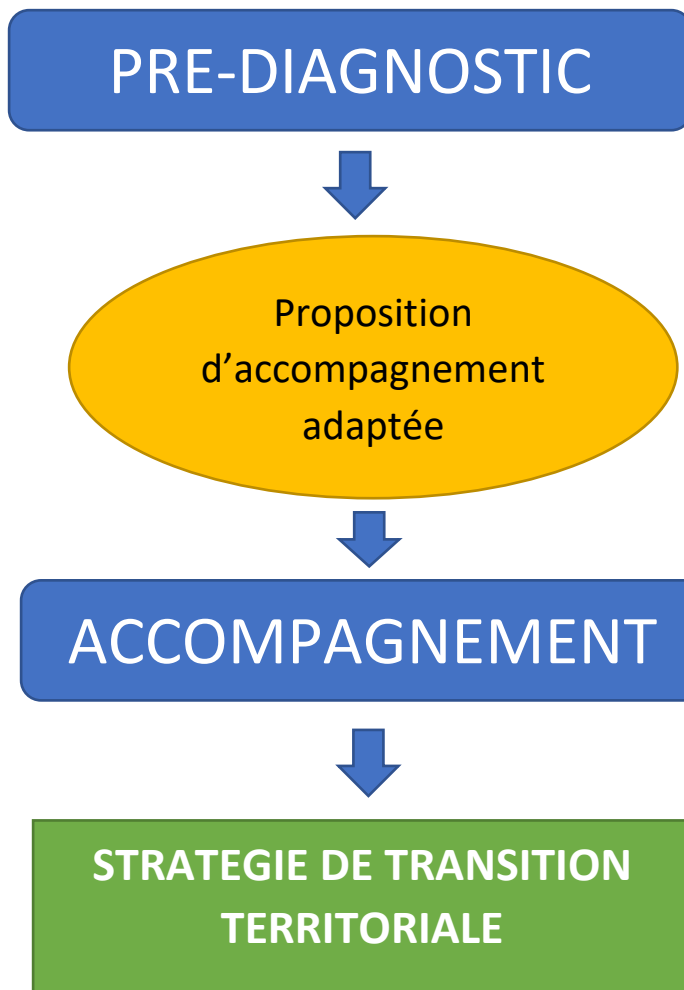 PRE-DIAGNOSTIC
Proposition
d’accompagnement
adaptée
ACCOMPAGNEMENT
STRATEGIE DE TRANSITION
TERRITORIALE